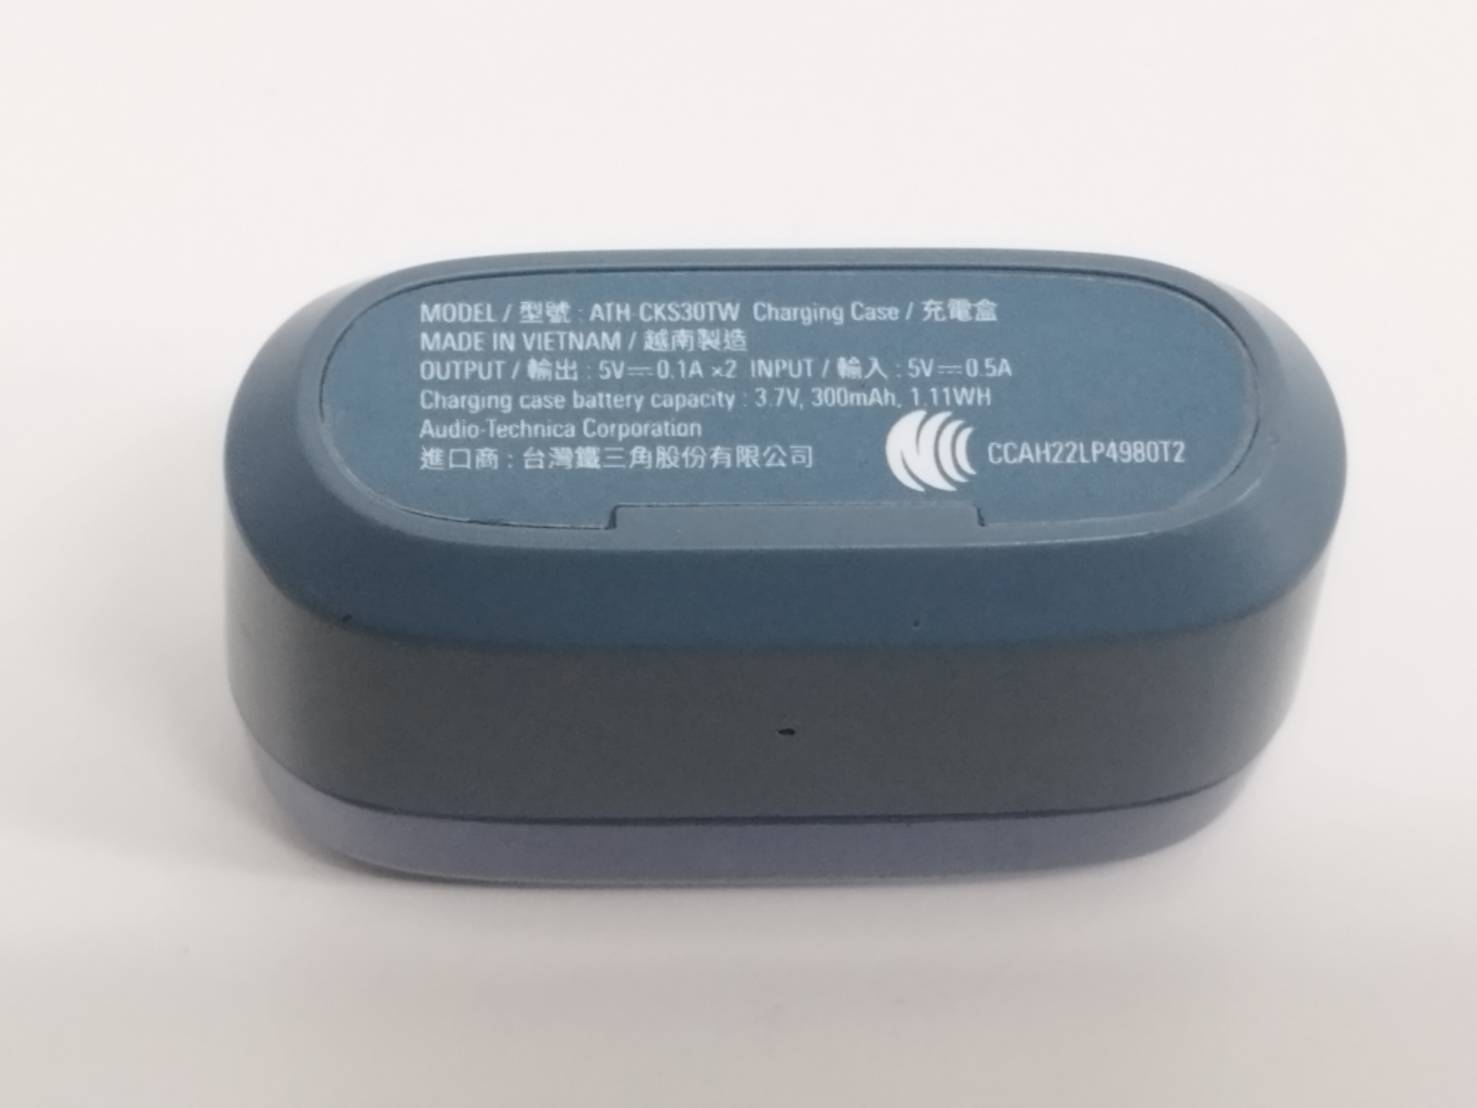 MODEL / 型號 : ATH-CKS30TW Charging Case / 充電盒
MADE IN VIETNAM / 越南製造
OUTPUT / 輸出 : 5V⎓0.1A ×2 INPUT / 輸入 : 5V⎓0.5A
Charging case battery capacity : 3.7V, 300mAh, 1.11WH
Audio-Technica Corporation
進口商 : 台灣鐵三角股份有限公司
CCAH22LP4980T2